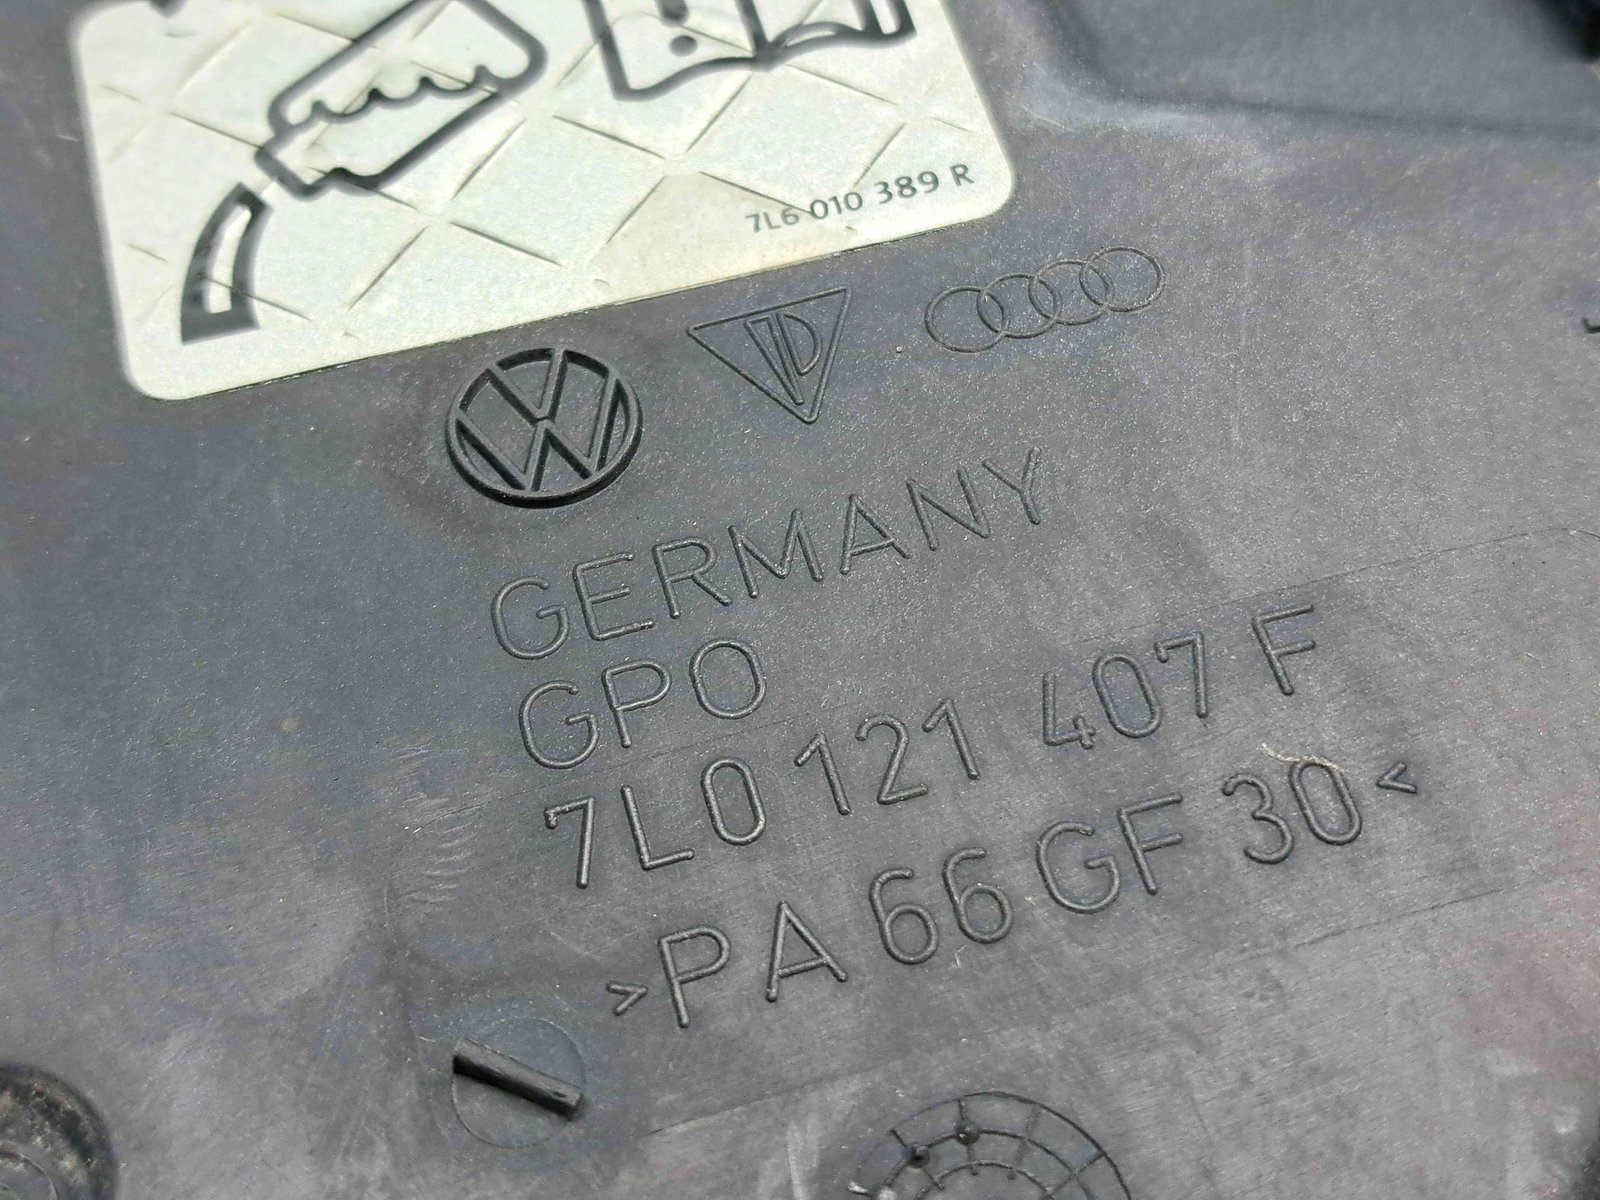 7L6 010 389 R
GERMANY
GPO
7L0 121 407 F
>PA 66 GF 30<